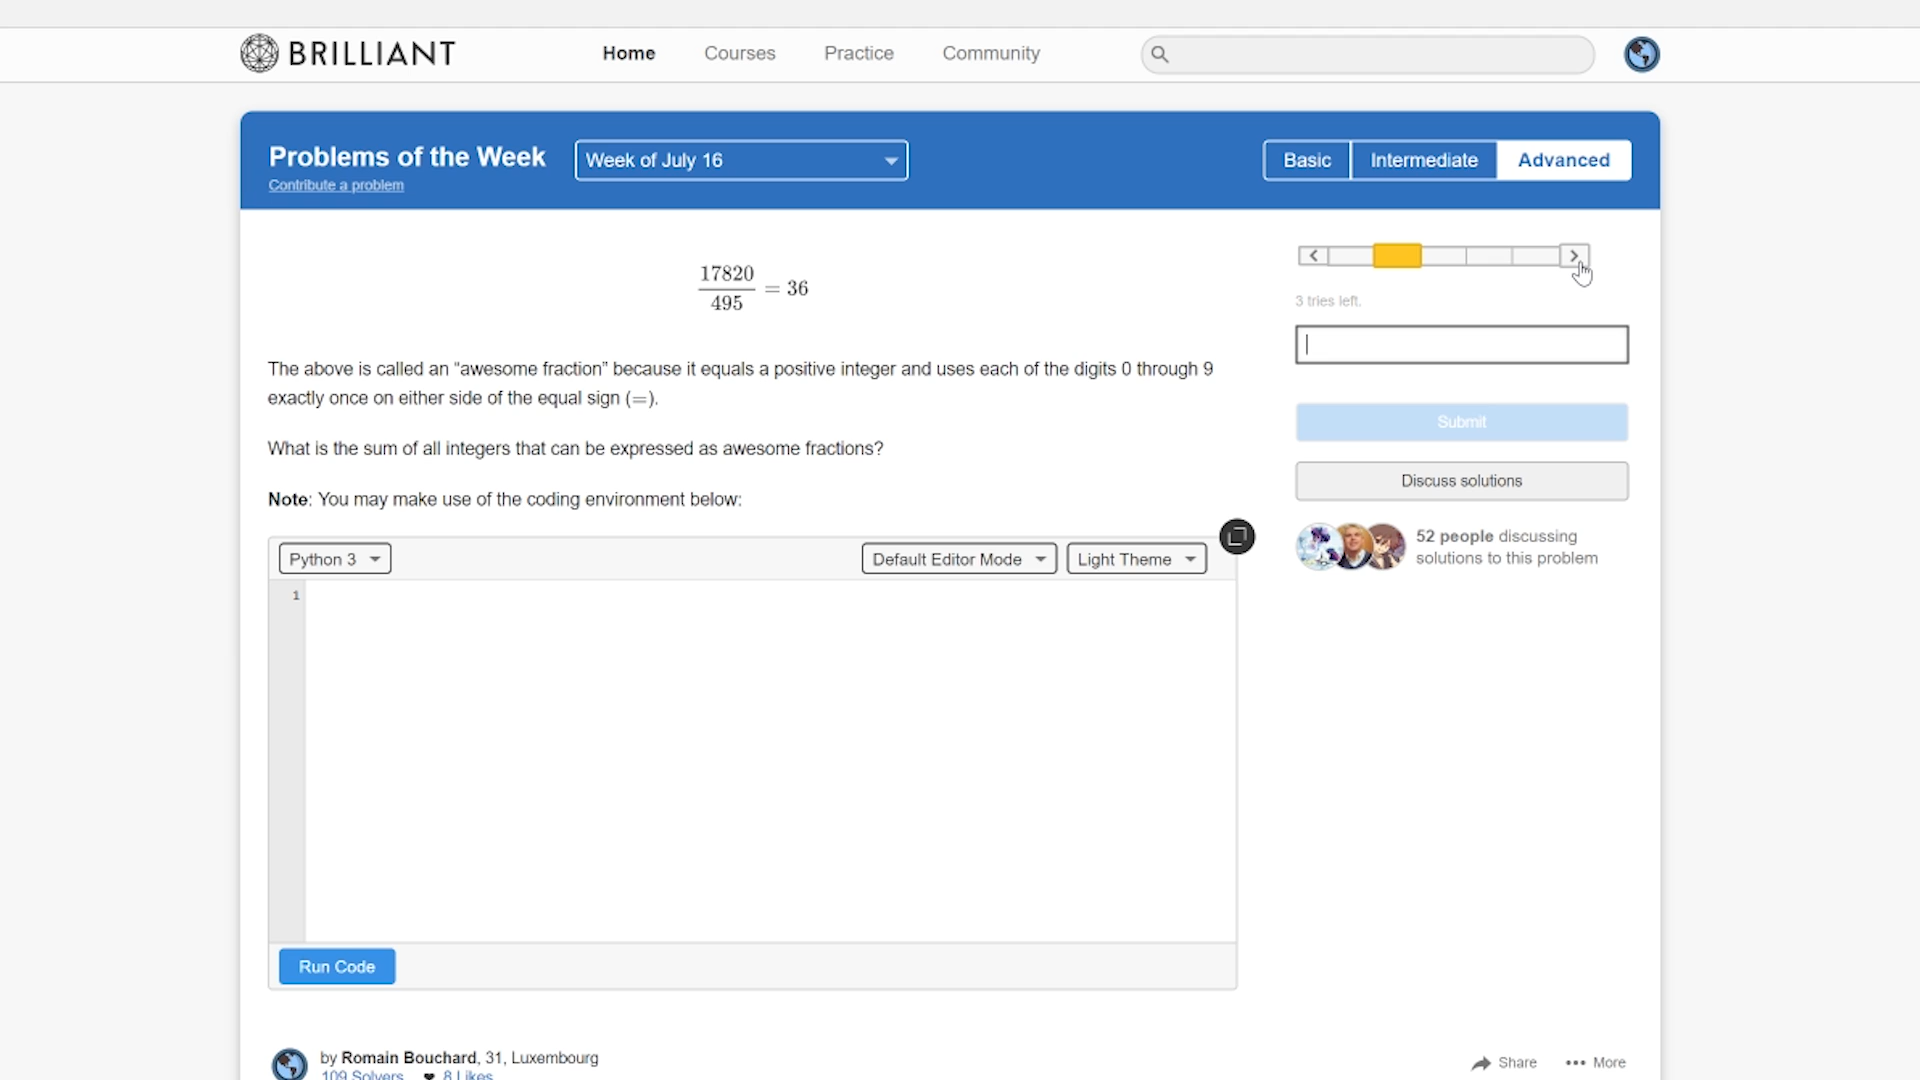 BRILLIANT
Home
Courses
Practice
Community
Problems of the Week
Contribute a problem
Week of July 16
Basic
Intermediate
Advanced
17820
495
= 36
The above is called an “awesome fraction” because it equals a positive integer and uses each of the digits 0 through 9
exactly once on either side of the equal sign (=).
What is the sum of all integers that can be expressed as awesome fractions?
Note: You may make use of the coding environment below:
3 tries left.
Submit
Discuss solutions
52 people discussing
solutions to this problem
Python 3
Default Editor Mode
Light Theme
1
Run Code
by Romain Bouchard, 31, Luxembourg
109 Solvers
8 Likes
Share
More